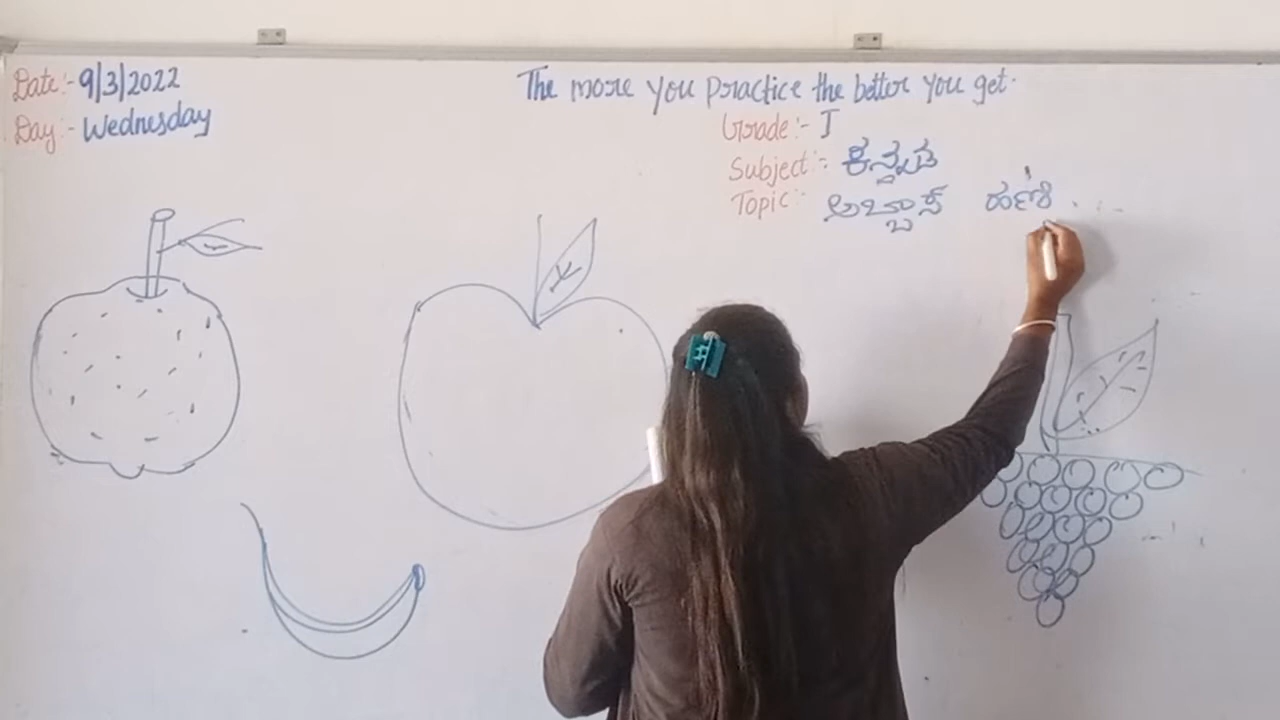 Date:- 9/3/2022
Day:- Wednesday
The more you practice the better you get.
Grade:- I
Subject:- ಕನ್ನಡ
Topic:- ಅಬ್ಬಾಸ್